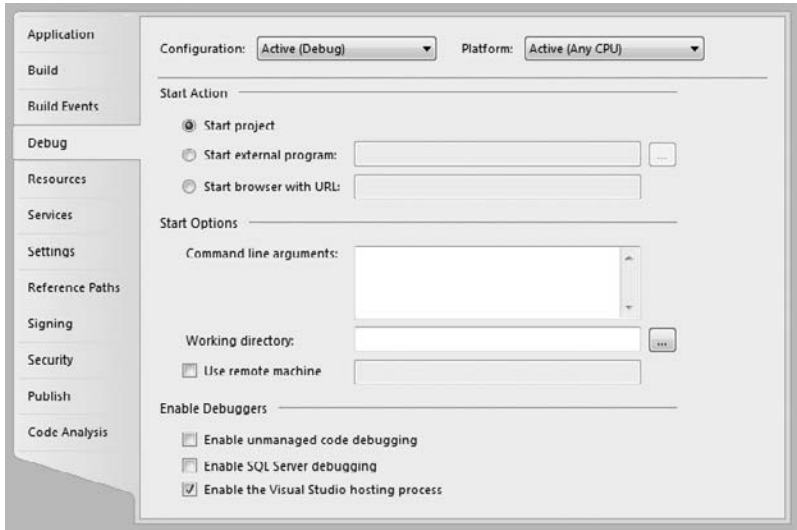 Application
Build
Build Events
Debug
Resources
Services
Settings
Reference Paths
Signing
Security
Publish
Code Analysis
Configuration: Active (Debug) Platform: Active (Any CPU)
Start Action
Start project
Start external program: ...
Start browser with URL:
Start Options
Command line arguments:
Working directory: ...
Use remote machine
Enable Debuggers
Enable unmanaged code debugging
Enable SQL Server debugging
Enable the Visual Studio hosting process